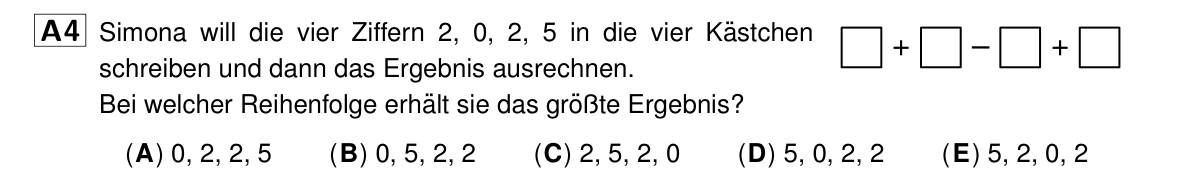 A4 Simona will die vier Ziffern 2, 0, 2, 5 in die vier Kästchen □ + □ − □ + □
schreiben und dann das Ergebnis ausrechnen.
Bei welcher Reihenfolge erhält sie das größte Ergebnis?
(A) 0, 2, 2, 5 (B) 0, 5, 2, 2 (C) 2, 5, 2, 0 (D) 5, 0, 2, 2 (E) 5, 2, 0, 2